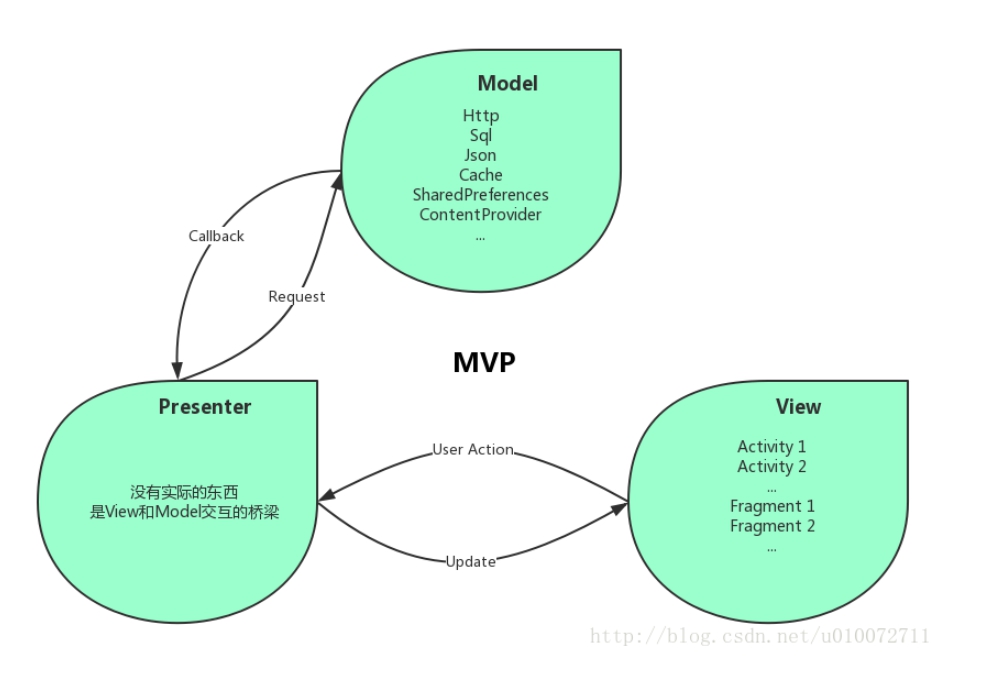 Model
Http
Sql
Json
Cache
SharedPreferences
ContentProvider
...
Callback
Request
MVP
Presenter
没有实际的东西
是View和Model交互的桥梁
User Action
Update
View
Activity 1
Activity 2
...
Fragment 1
Fragment 2
...
http://blog.csdn.net/u010072711